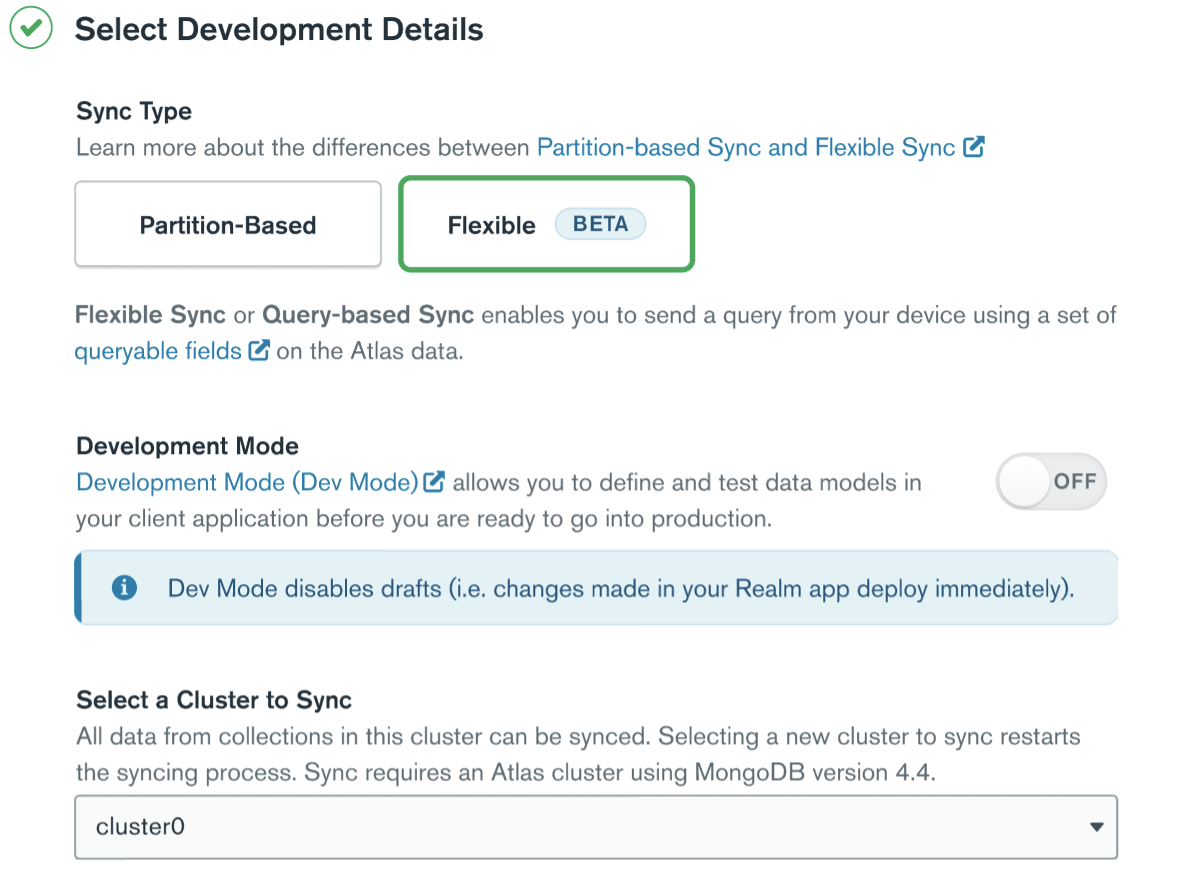 Select Development Details
Sync Type
Learn more about the differences between Partition-based Sync and Flexible Sync
Partition-Based
Flexible BETA
Flexible Sync or Query-based Sync enables you to send a query from your device using a set of
queryable fields on the Atlas data.
Development Mode
Development Mode (Dev Mode) allows you to define and test data models in
your client application before you are ready to go into production.
OFF
Dev Mode disables drafts (i.e. changes made in your Realm app deploy immediately).
Select a Cluster to Sync
All data from collections in this cluster can be synced. Selecting a new cluster to sync restarts
the syncing process. Sync requires an Atlas cluster using MongoDB version 4.4.
cluster0